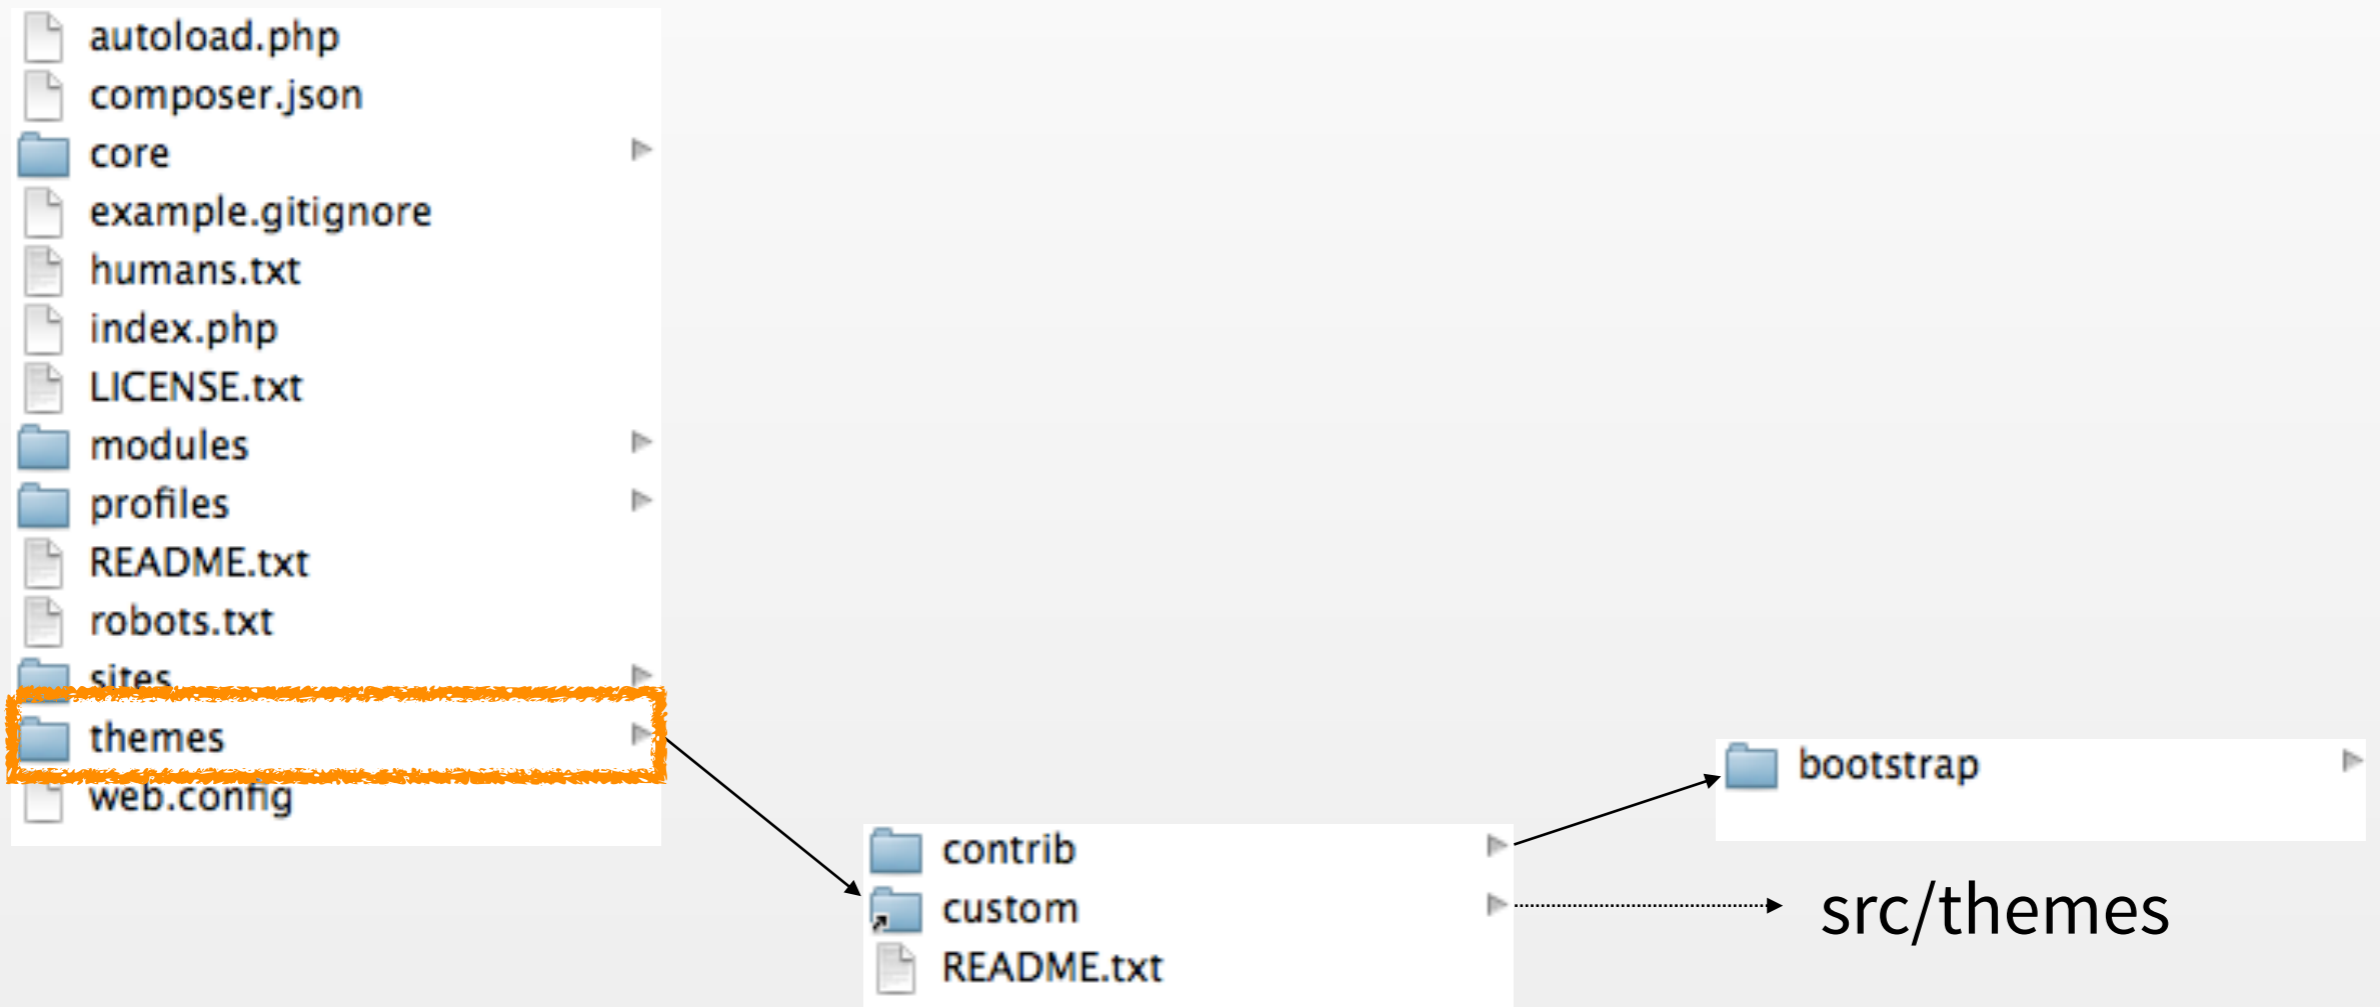 autoload.php
composer.json
core
example.gitignore
humans.txt
index.php
LICENSE.txt
modules
profiles
README.txt
robots.txt
sites
themes
web.config
contrib
custom
README.txt
bootstrap
src/themes